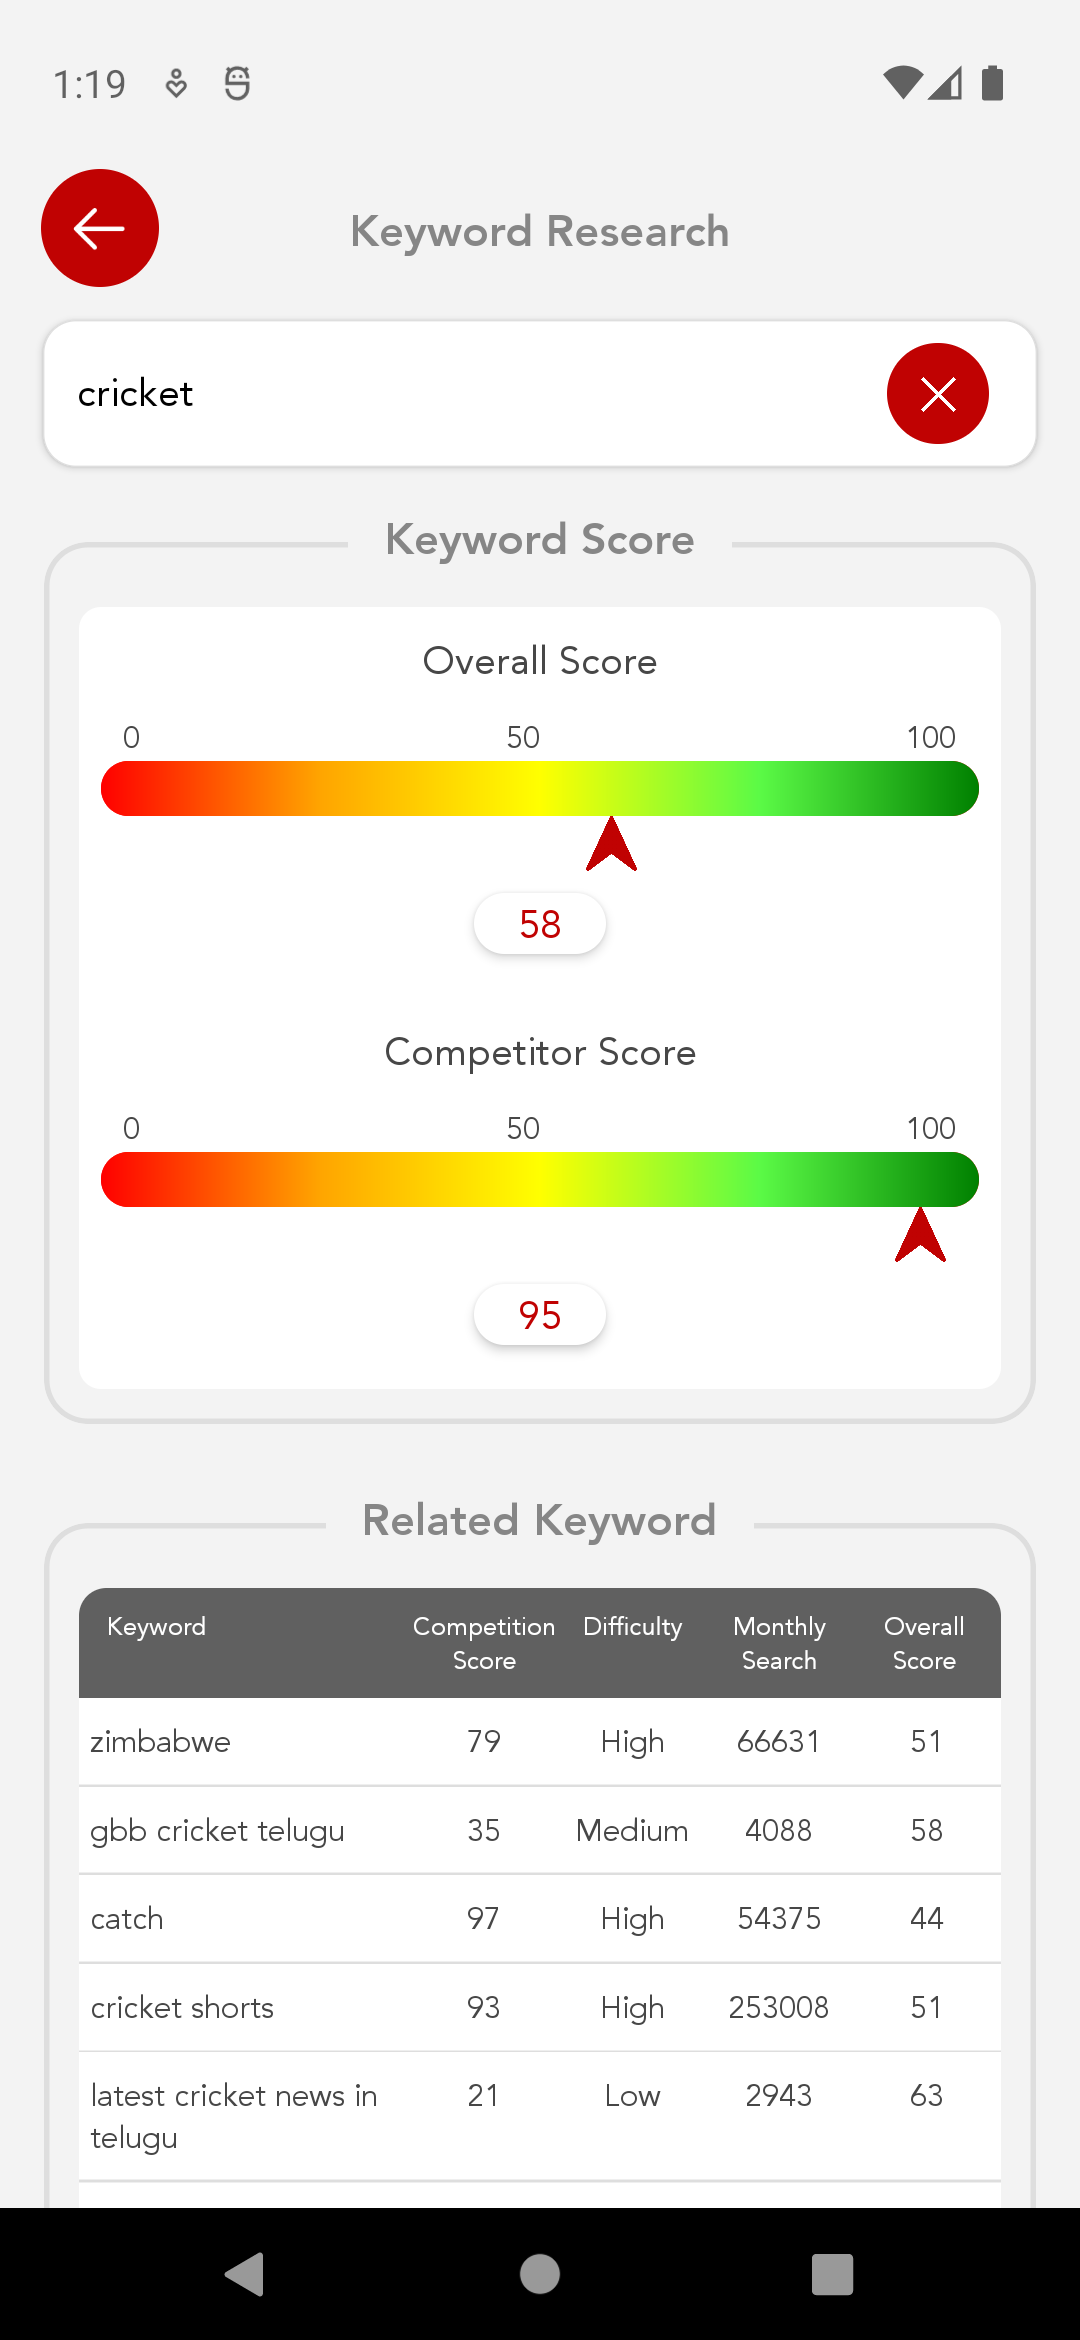 1:19
Keyword Research
cricket
Keyword Score
Overall Score
0 50 100
58
Competitor Score
0 50 100
95
Related Keyword
Keyword Competition Score Difficulty Monthly Search Overall Score
zimbabwe 79 High 66631 51
gbb cricket telugu 35 Medium 4088 58
catch 97 High 54375 44
cricket shorts 93 High 253008 51
latest cricket news in 21 Low 2943 63
telugu